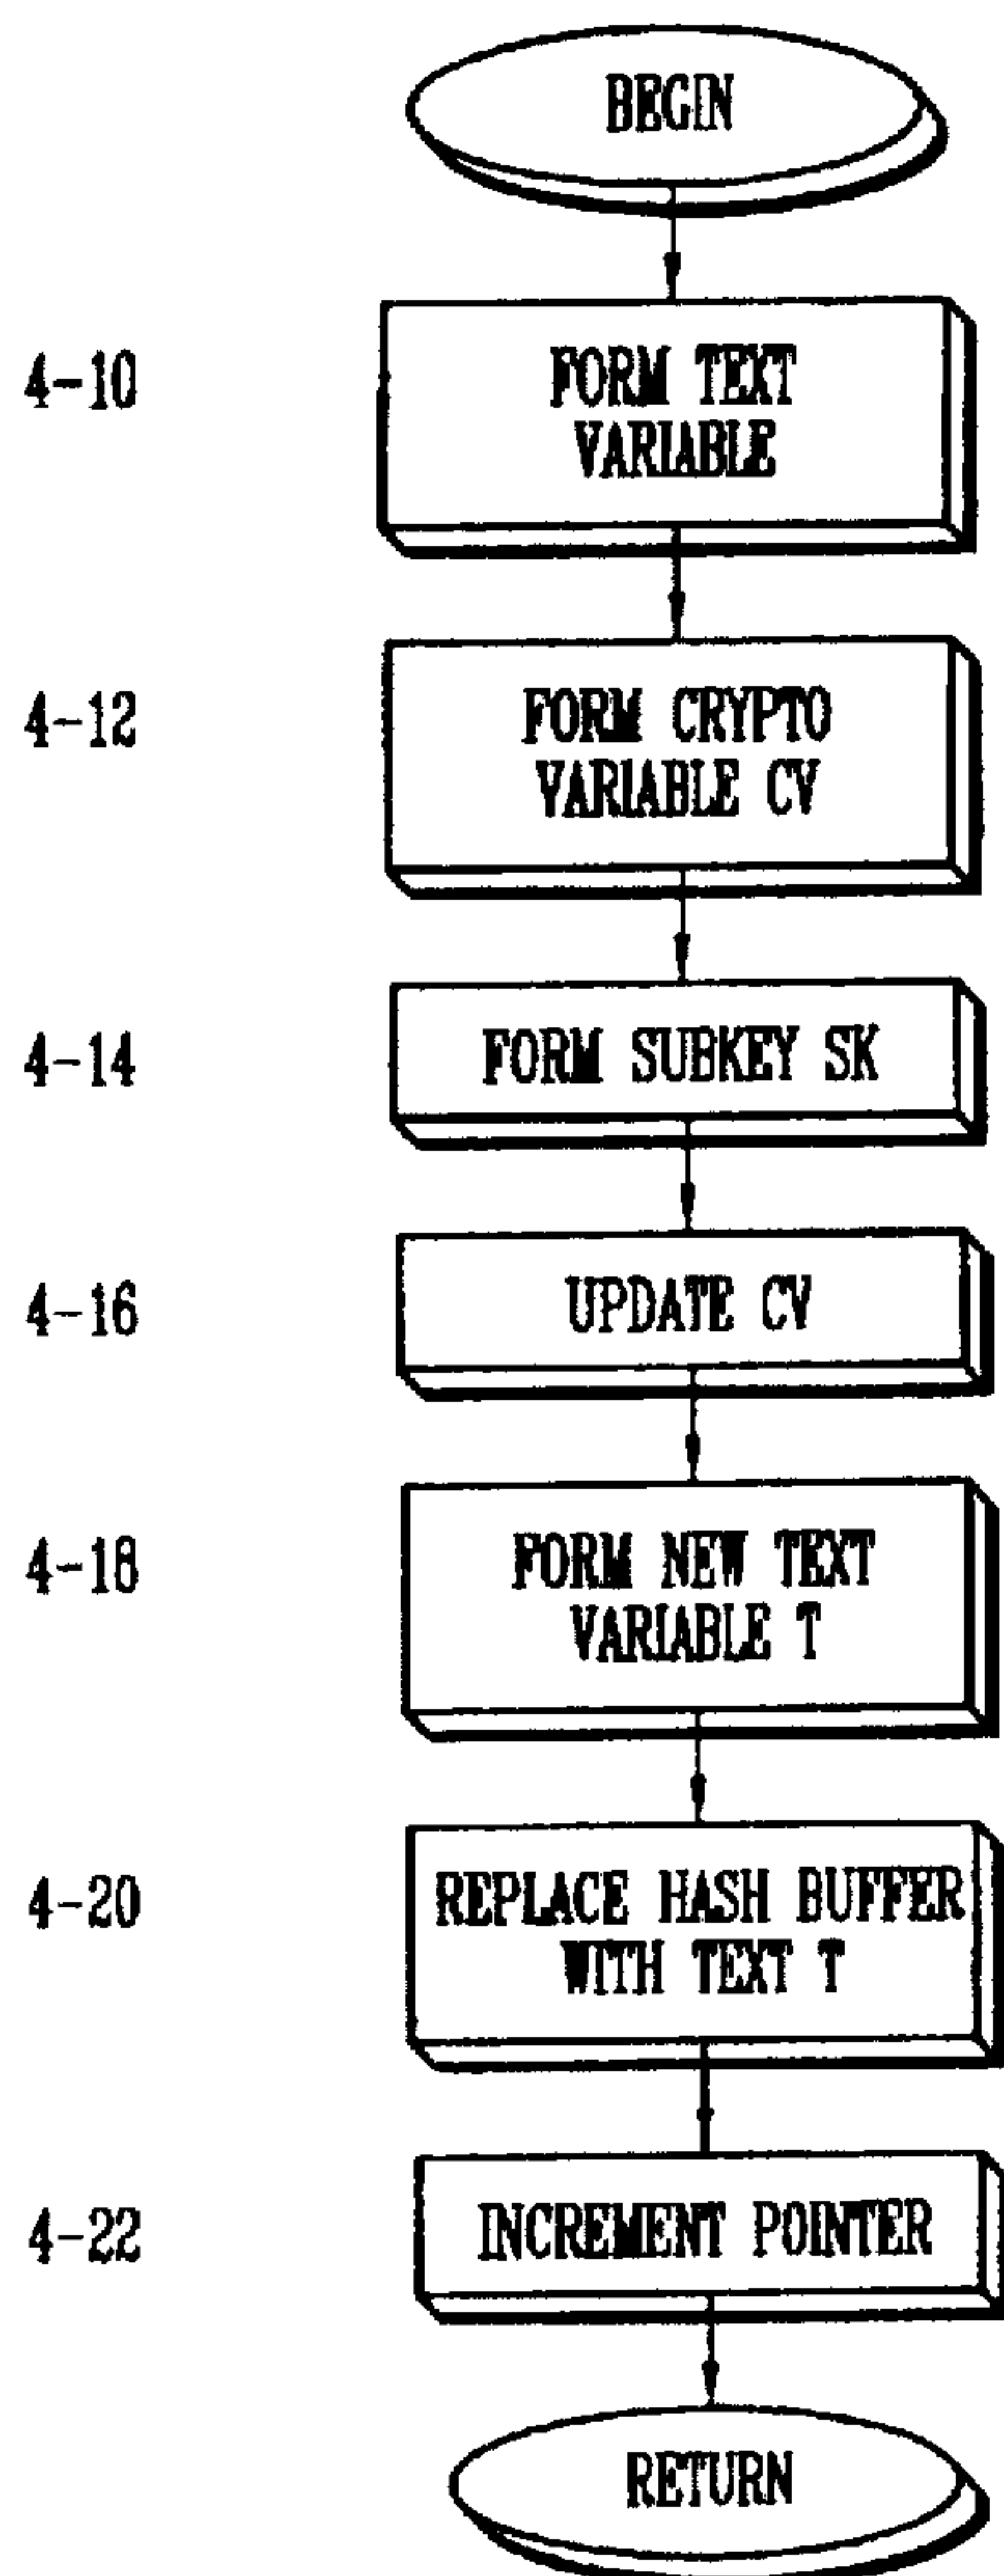 BEGIN
4-10
FORM TEXT
VARIABLE
4-12
FORM CRYPTO
VARIABLE CV
4-14
FORM SUBKEY SK
4-16
UPDATE CV
4-18
FORM NEW TEXT
VARIABLE T
4-20
REPLACE HASH BUFFER
WITH TEXT T
4-22
INCREMENT POINTER
RETURN